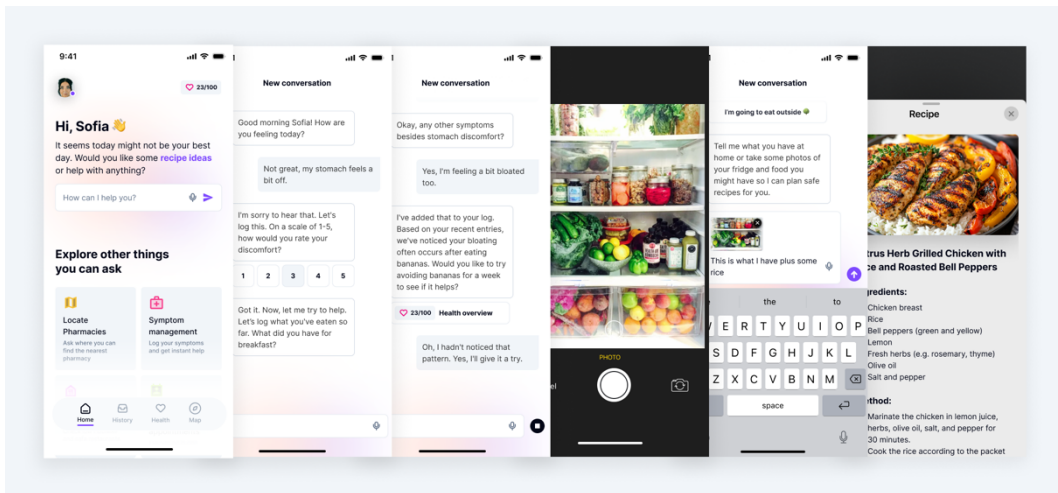 9:41
23/100
Hi, Sofia 👋
It seems today might not be your best
day. Would you like some recipe ideas
or help with anything?
How can I help you?
Explore other things
you can ask
Locate
Pharmacies
Ask where you can
find the nearest
pharmacy
Symptom
management
Log your symptoms
and get instant help
Home
History
Health
Map
New conversation
Good morning Sofia! How are
you feeling today?
Not great, my stomach feels a
bit off.
I'm sorry to hear that. Let's
log this. On a scale of 1-5,
how would you rate your
discomfort?
1 2 3 4 5
Got it. Now, let me try to help.
Let's log what you've eaten so
far. What did you have for
breakfast?
New conversation
Okay, any other symptoms
besides stomach discomfort?
Yes, I'm feeling a bit bloated
too.
I've added that to your log.
Based on your recent entries,
we've noticed your bloating
often occurs after eating
bananas. Would you like to try
avoiding bananas for a week
to see if it helps?
23/100 Health overview
Oh, I hadn't noticed that
pattern. Yes, I'll give it a try.
PHOTO
el
New conversation
I'm going to eat outside
Tell me what you have at
home or take some photos of
your fridge and food you
might have so I can plan safe
recipes for you.
This is what I have plus some
rice
the to
E R T Y U I O P
S D F G H J K L
Z X C V B N M
space
Recipe
trus Herb Grilled Chicken with
ce and Roasted Bell Peppers
gredients:
Chicken breast
Rice
Bell peppers (green and yellow)
Lemon
Fresh herbs (e.g. rosemary, thyme)
Olive oil
Salt and pepper
thod:
Marinate the chicken in lemon juice,
herbs, olive oil, salt, and pepper for
30 minutes.
Cook the rice according to the packet